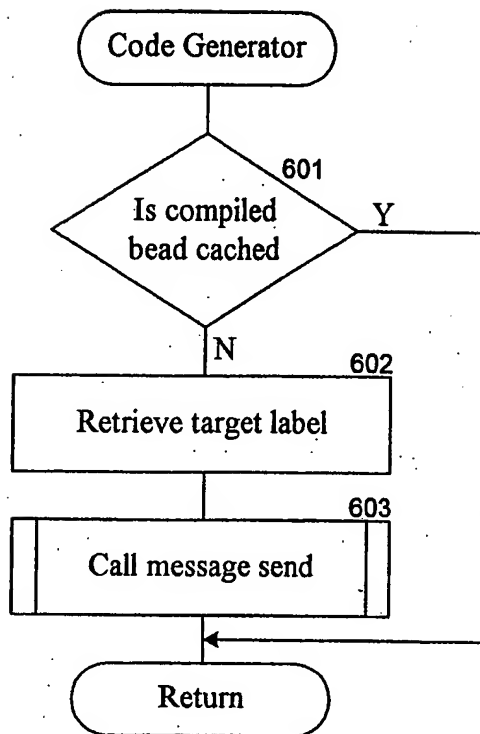 Code Generator
601
Is compiled
bead cached
Y
N
602
Retrieve target label
603
Call message send
Return